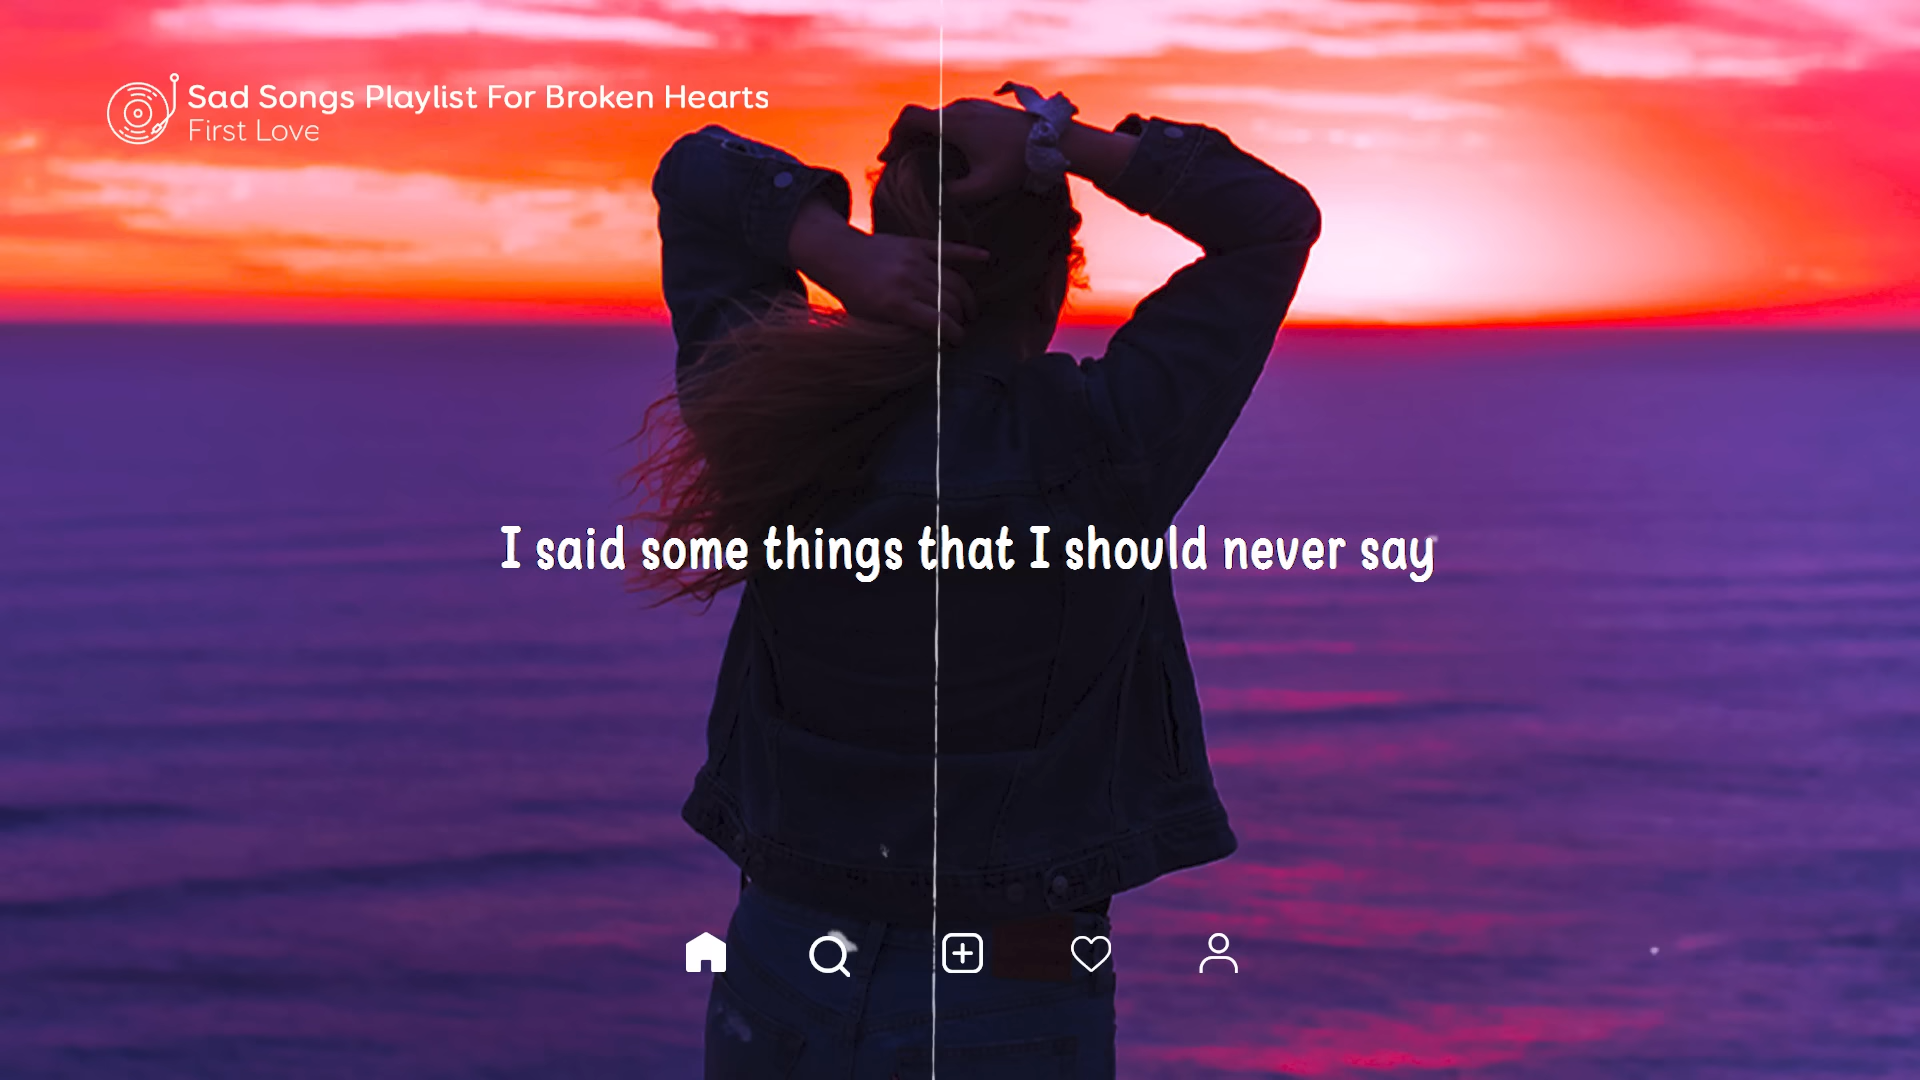 Sad Songs Playlist For Broken Hearts
First Love
I said some things that I should never say